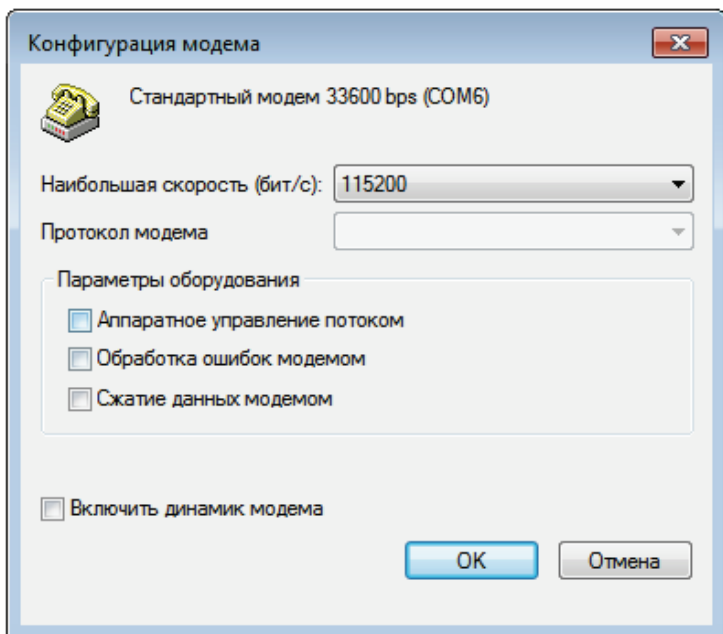 Конфигурация модема
Стандартный модем 33600 bps (COM6)
Наибольшая скорость (бит/с): 115200
Протокол модема
Параметры оборудования
Аппаратное управление потоком
Обработка ошибок модемом
Сжатие данных модемом
Включить динамик модема
OK Отмена